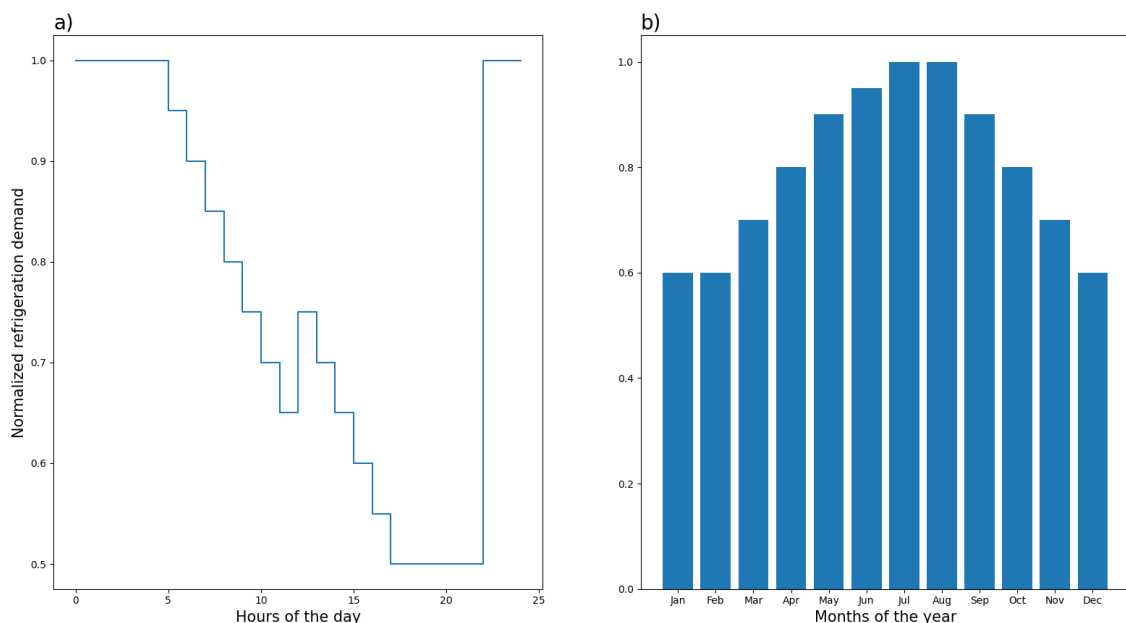 a)
Normalized refrigeration demand
1.0
0.9
0.8
0.7
0.6
0.5
0 5 10 15 20 25
Hours of the day
b)
1.0
0.8
0.6
0.4
0.2
0.0
Jan Feb Mar Apr May Jun Jul Aug Sep Oct Nov Dec
Months of the year